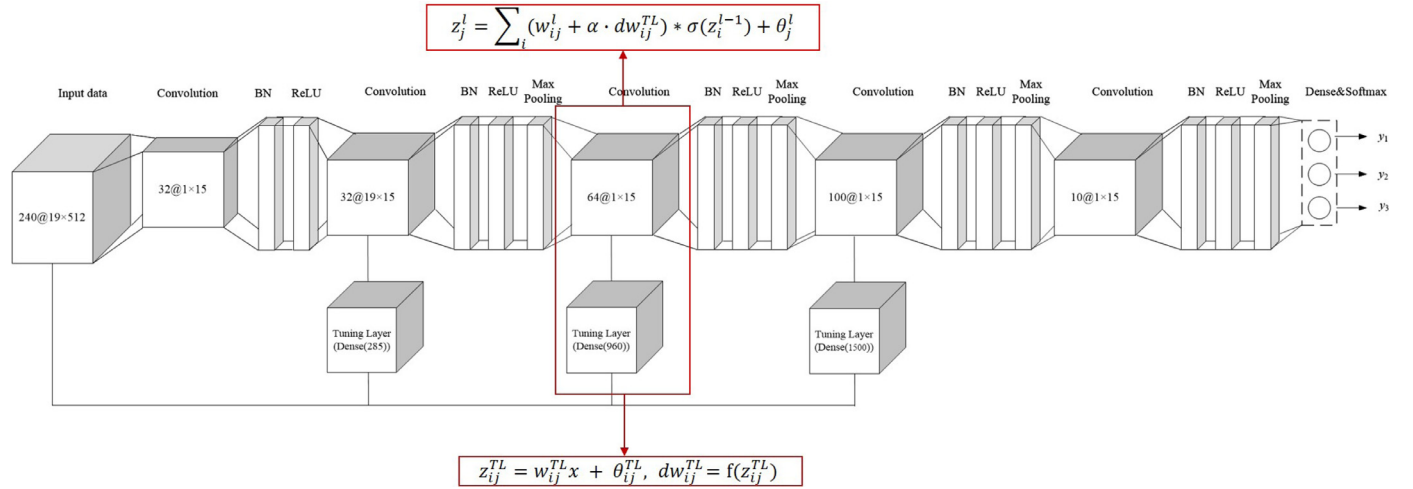 z_j^l = ∑_i (w_ij^l + α · dw_ij^TL) * σ(z_i^{l-1}) + θ_j^l
Input data
Convolution
BN
ReLU
Convolution
BN
ReLU
Max
Pooling
Convolution
BN
ReLU
Max
Pooling
Convolution
BN
ReLU
Max
Pooling
Convolution
BN
ReLU
Max
Pooling
Dense&Softmax
240@19×512
32@1×15
32@19×15
64@1×15
100@1×15
10@1×15
y₁
y₂
y₃
Tuning Layer
(Dense(285))
Tuning Layer
(Dense(960))
Tuning Layer
(Dense(1500))
z_ij^TL = w_ij^TL x + θ_ij^TL, dw_ij^TL = f(z_ij^TL)